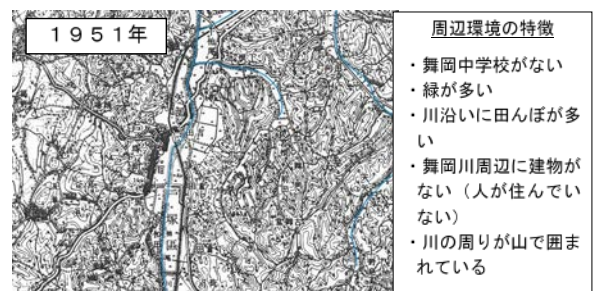 １９５１年
周辺環境の特徴
・舞岡中学校がない
・緑が多い
・川沿いに田んぼが多
い
・舞岡川周辺に建物が
ない（人が住んでい
ない）
・川の周りが山で囲ま
れている
塚
區